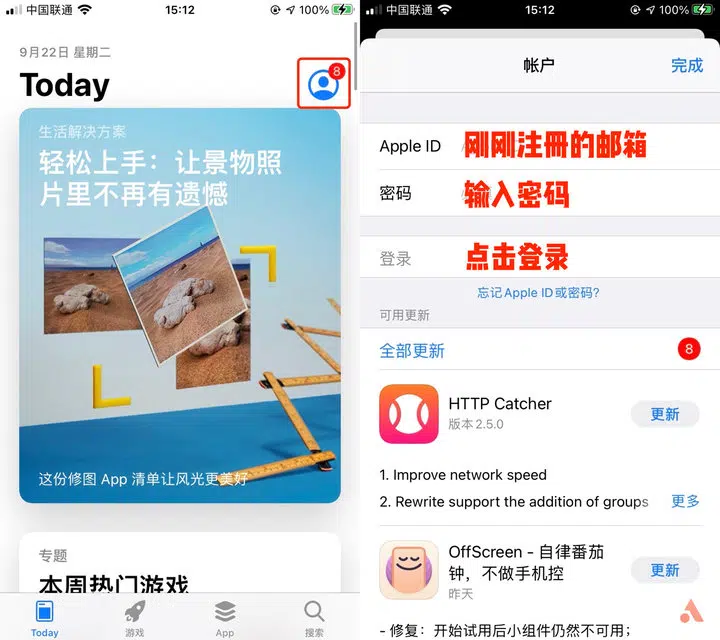 中国联通
15:12
100%
9月22日 星期二
Today
8
生活解决方案
轻松上手：让景物照
片里不再有遗憾
这份修图 App 清单让风光更美好
专题
本周热门游戏
Today
游戏
App
搜索
中国联通
15:12
100%
帐户
完成
Apple ID
刚刚注册的邮箱
密码
输入密码
登录
点击登录
忘记 Apple ID 或密码?
可用更新
全部更新
8
HTTP Catcher
版本 2.5.0
更新
1. Improve network speed
2. Rewrite support the addition of groups
更多
OffScreen - 自律番茄
钟，不做手机控
昨天
更新
- 修复：开始试用后小组件仍然不可用；